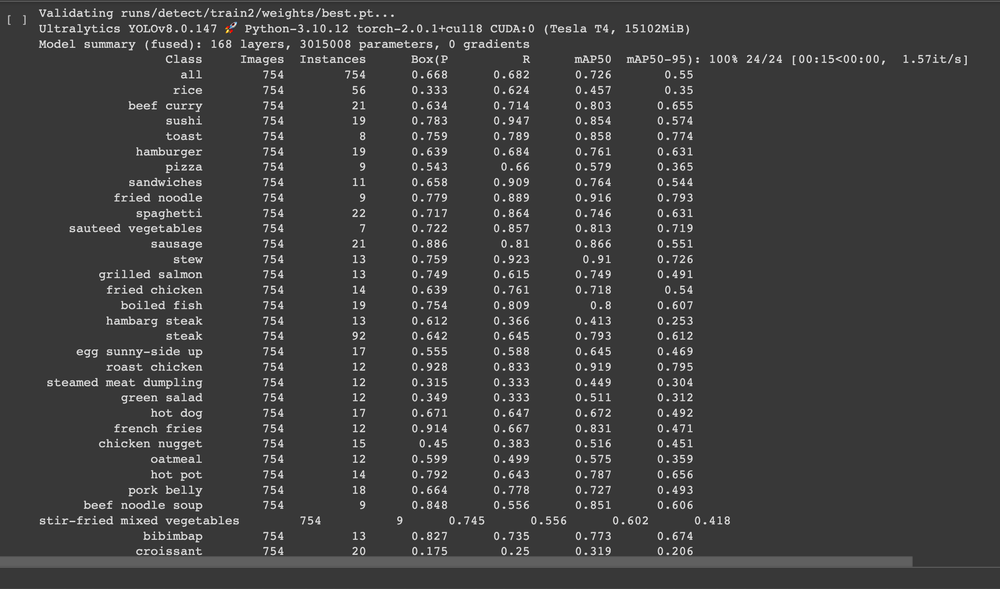 [ ]
Validating runs/detect/train2/weights/best.pt...
Ultralytics YOLOv8.0.147 🚀 Python-3.10.12 torch-2.0.1+cu118 CUDA:0 (Tesla T4, 15102MiB)
Model summary (fused): 168 layers, 3015008 parameters, 0 gradients
Class Images Instances Box(P R mAP50 mAP50-95): 100% 24/24 [00:15<00:00, 1.57it/s]
all 754 754 0.668 0.682 0.726 0.55
rice 754 56 0.333 0.624 0.457 0.35
beef curry 754 21 0.634 0.714 0.803 0.655
sushi 754 19 0.783 0.947 0.854 0.574
toast 754 8 0.759 0.789 0.858 0.774
hamburger 754 19 0.639 0.684 0.761 0.631
pizza 754 9 0.543 0.66 0.579 0.365
sandwiches 754 11 0.658 0.909 0.764 0.544
fried noodle 754 9 0.779 0.889 0.916 0.793
spaghetti 754 22 0.717 0.864 0.746 0.631
sauteed vegetables 754 7 0.722 0.857 0.813 0.719
sausage 754 21 0.886 0.81 0.866 0.551
stew 754 13 0.759 0.923 0.91 0.726
grilled salmon 754 13 0.749 0.615 0.749 0.491
fried chicken 754 14 0.639 0.761 0.718 0.54
boiled fish 754 19 0.754 0.809 0.8 0.607
hambarg steak 754 13 0.612 0.366 0.413 0.253
steak 754 92 0.642 0.645 0.793 0.612
egg sunny-side up 754 17 0.555 0.588 0.645 0.469
roast chicken 754 12 0.928 0.833 0.919 0.795
steamed meat dumpling 754 12 0.315 0.333 0.449 0.304
green salad 754 12 0.349 0.333 0.511 0.312
hot dog 754 17 0.671 0.647 0.672 0.492
french fries 754 12 0.914 0.667 0.831 0.471
chicken nugget 754 15 0.45 0.383 0.516 0.451
oatmeal 754 12 0.599 0.499 0.575 0.359
hot pot 754 14 0.792 0.643 0.787 0.656
pork belly 754 18 0.664 0.778 0.727 0.493
beef noodle soup 754 9 0.848 0.556 0.851 0.606
stir-fried mixed vegetables 754 9 0.745 0.556 0.602 0.418
bibimbap 754 13 0.827 0.735 0.773 0.674
croissant 754 20 0.175 0.25 0.319 0.206